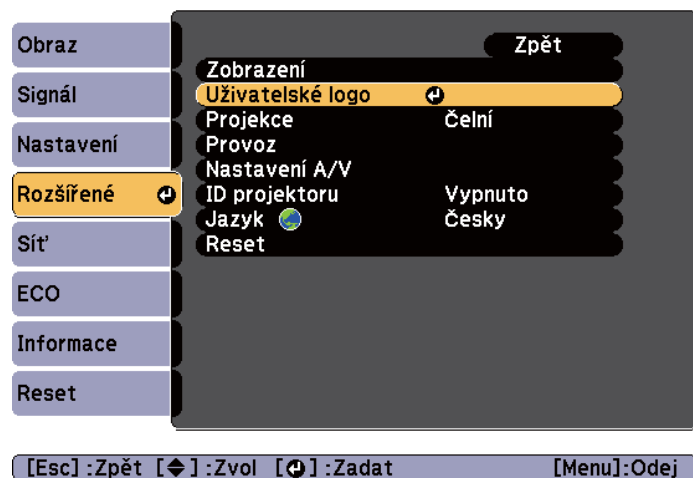 Obraz
Signál
Nastavení
Rozšířené
Síť
ECO
Informace
Reset
Zpět
Zobrazení
Uživatelské logo
Projekce Čelní
Provoz
Nastavení A/V
ID projektoru Vypnuto
Jazyk Česky
Reset
[Esc] :Zpět [◆] :Zvol [⏎] :Zadat [Menu]:Odej